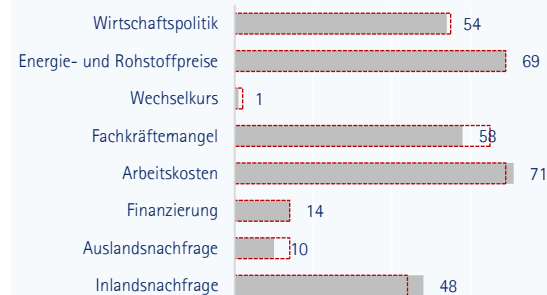 Wirtschaftspolitik 54
Energie- und Rohstoffpreise 69
Wechselkurs 1
Fachkräftemangel 58
Arbeitskosten 71
Finanzierung 14
Auslandsnachfrage 10
Inlandsnachfrage 48